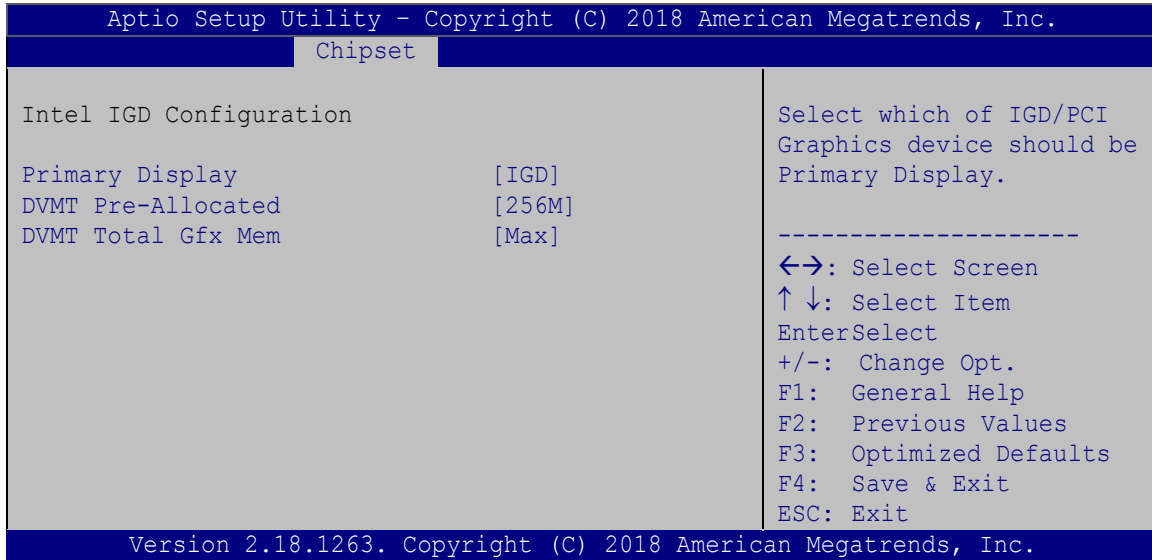 Aptio Setup Utility – Copyright (C) 2018 American Megatrends, Inc.
Chipset
Intel IGD Configuration
Primary Display [IGD]
DVMT Pre-Allocated [256M]
DVMT Total Gfx Mem [Max]
Select which of IGD/PCI
Graphics device should be
Primary Display.
---------------------
←→: Select Screen
↑ ↓: Select Item
EnterSelect
+/-: Change Opt.
F1: General Help
F2: Previous Values
F3: Optimized Defaults
F4: Save & Exit
ESC: Exit
Version 2.18.1263. Copyright (C) 2018 American Megatrends, Inc.